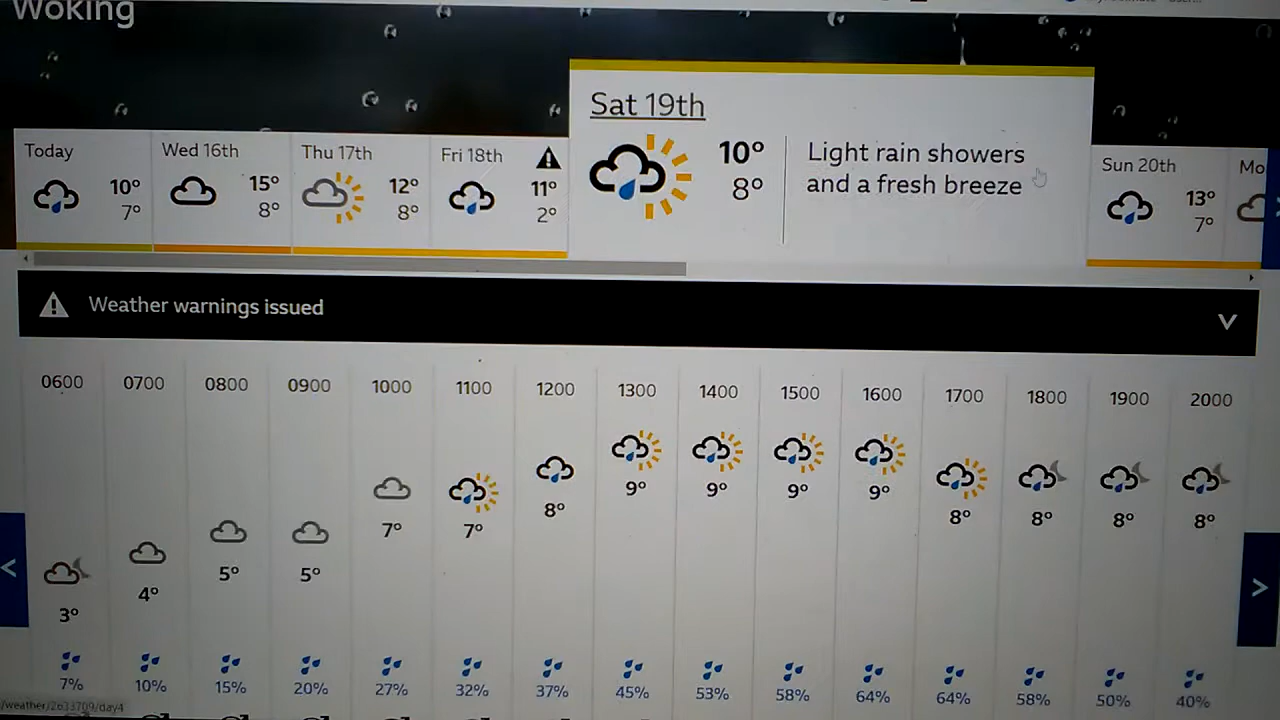 Woking
Today
10°
7°
Wed 16th
15°
8°
Thu 17th
12°
8°
Fri 18th
11°
2°
Sat 19th
10°
8°
Light rain showers
and a fresh breeze
Sun 20th
13°
7°
Mo
Weather warnings issued
0600 0700 0800 0900 1000 1100 1200 1300 1400 1500 1600 1700 1800 1900 2000
3° 4° 5° 5° 7° 7° 8° 9° 9° 9° 9° 8° 8° 8° 8°
7% 10% 15% 20% 27% 32% 37% 45% 53% 58% 64% 64% 58% 50% 40%
/weather/2633709/day4